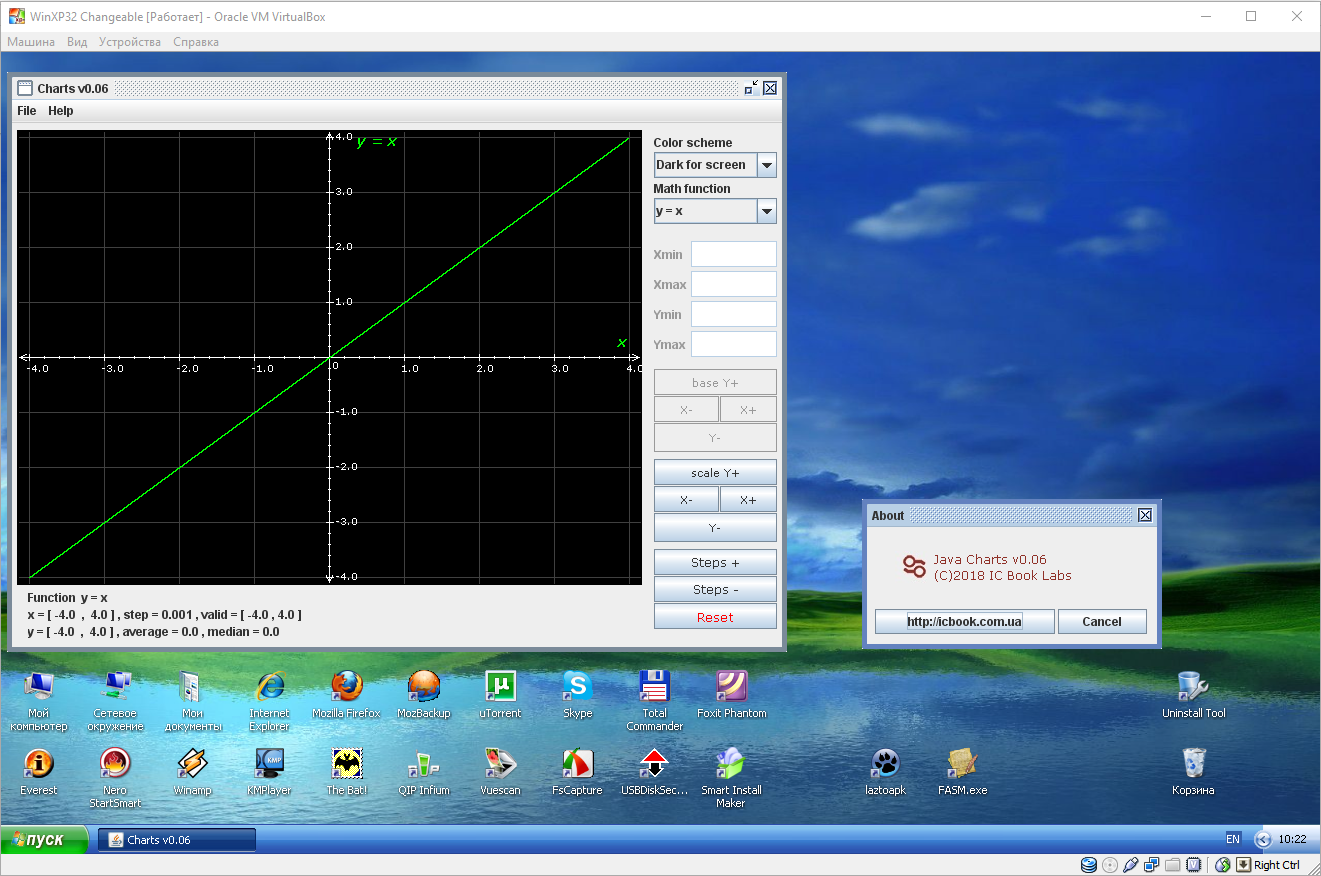 WinXP32 Changeable [Работает] - Oracle VM VirtualBox
Машина Вид Устройства Справка
Charts v0.06
File Help
y = x
4.0
3.0
2.0
1.0
x
-4.0 -3.0 -2.0 -1.0 0 1.0 2.0 3.0 4.0
-1.0
-2.0
-3.0
-4.0
Function y = x
x = [ -4.0 , 4.0 ] , step = 0.001 , valid = [ -4.0 , 4.0 ]
y = [ -4.0 , 4.0 ] , average = 0.0 , median = 0.0
Color scheme
Dark for screen
Math function
y = x
Xmin
Xmax
Ymin
Ymax
base Y+
X- X+
Y-
scale Y+
X- X+
Y-
Steps +
Steps -
Reset
About
Java Charts v0.06
(C)2018 IC Book Labs
http://icbook.com.ua Cancel
Мой компьютер
Сетевое окружение
Мои документы
Internet Explorer
Mozilla Firefox
MozBackup
uTorrent
Skype
Total Commander
Foxit Phantom
Uninstall Tool
Everest
Nero StartSmart
Winamp
KMPlayer
The Bat!
QIP Infium
Vuescan
FsCapture
USBDiskSec...
Smart Install Maker
laztoapk
FASM.exe
Корзина
пуск
Charts v0.06
EN
10:22
Right Ctrl